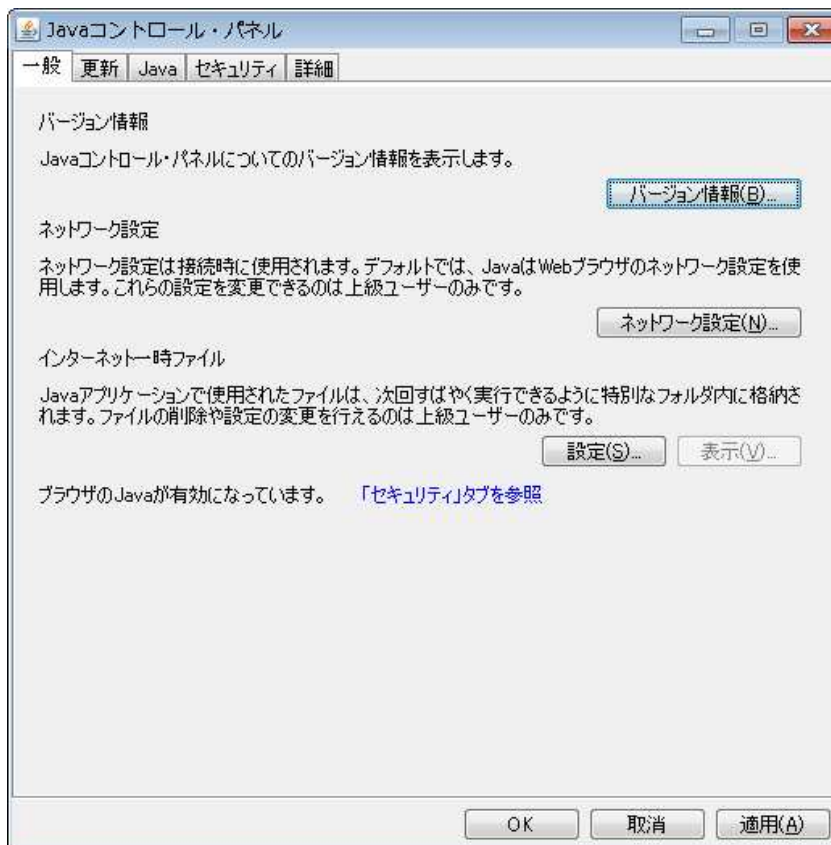 Javaコントロール・パネル
一般 更新 Java セキュリティ 詳細
バージョン情報
Javaコントロール・パネルについてのバージョン情報を表示します。
バージョン情報(B)...
ネットワーク設定
ネットワーク設定は接続時に使用されます。デフォルトでは、JavaはWebブラウザのネットワーク設定を使
用します。これらの設定を変更できるのは上級ユーザーのみです。
ネットワーク設定(N)...
インターネット一時ファイル
Javaアプリケーションで使用されたファイルは、次回すばやく実行できるように特別なフォルダ内に格納さ
れます。ファイルの削除や設定の変更を行えるのは上級ユーザーのみです。
設定(S)... 表示(V)...
ブラウザのJavaが有効になっています。 「セキュリティ」タブを参照
OK 取消 適用(A)